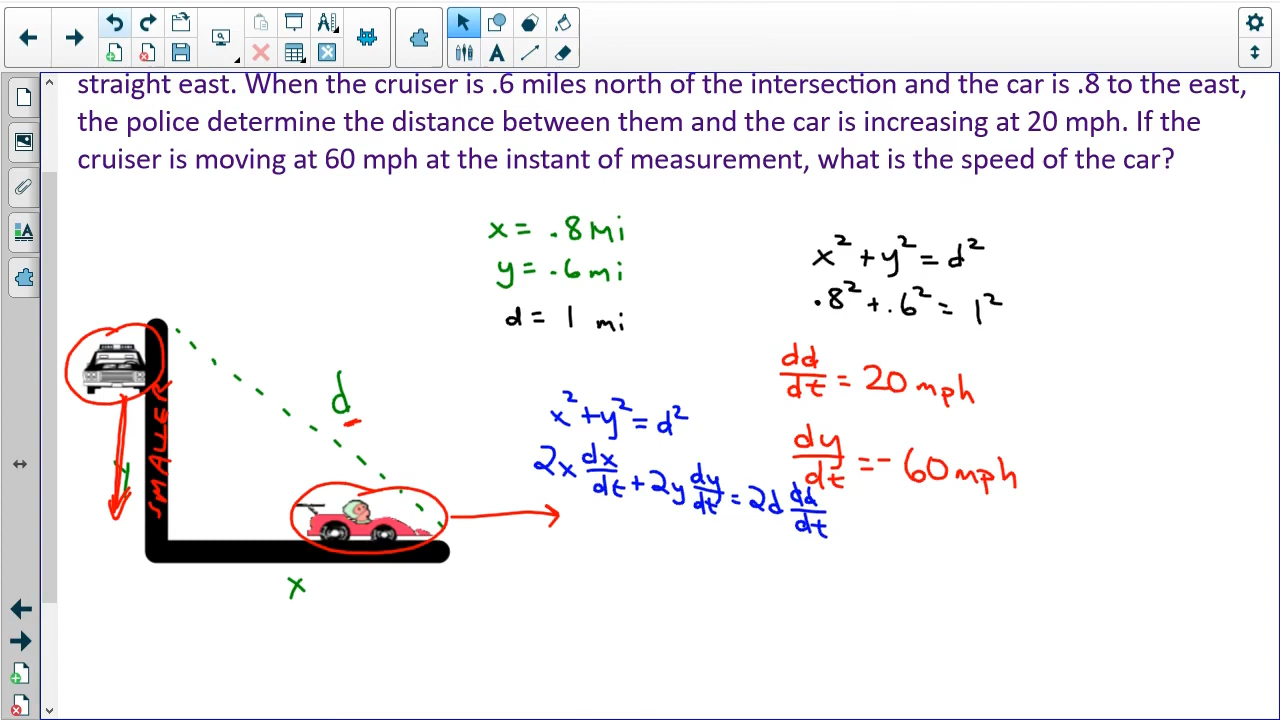 straight east. When the cruiser is .6 miles north of the intersection and the car is .8 to the east,
the police determine the distance between them and the car is increasing at 20 mph. If the
cruiser is moving at 60 mph at the instant of measurement, what is the speed of the car?
x = .8 mi
y = .6 mi
d = 1 mi
x² + y² = d²
.8² + .6² = 1²
dd/dt = 20 mph
dy/dt = - 60 mph
x² + y² = d²
2x dx/dt + 2y dy/dt = 2d dd/dt
d
y
SMALLER
x